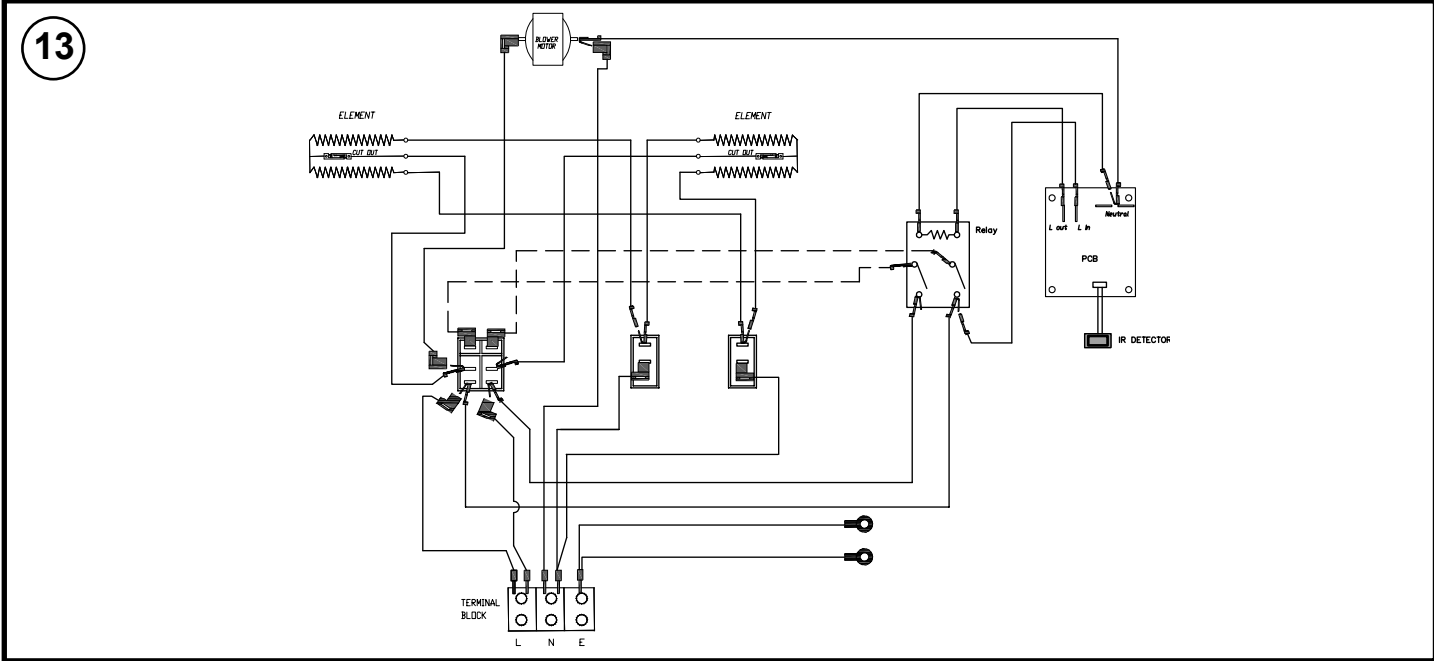 13
BLOWER
MOTOR
ELEMENT
ELEMENT
CUT OUT
CUT OUT
Relay
Neutral
L out
L in
PCB
IR DETECTOR
TERMINAL
BLOCK
L
N
E